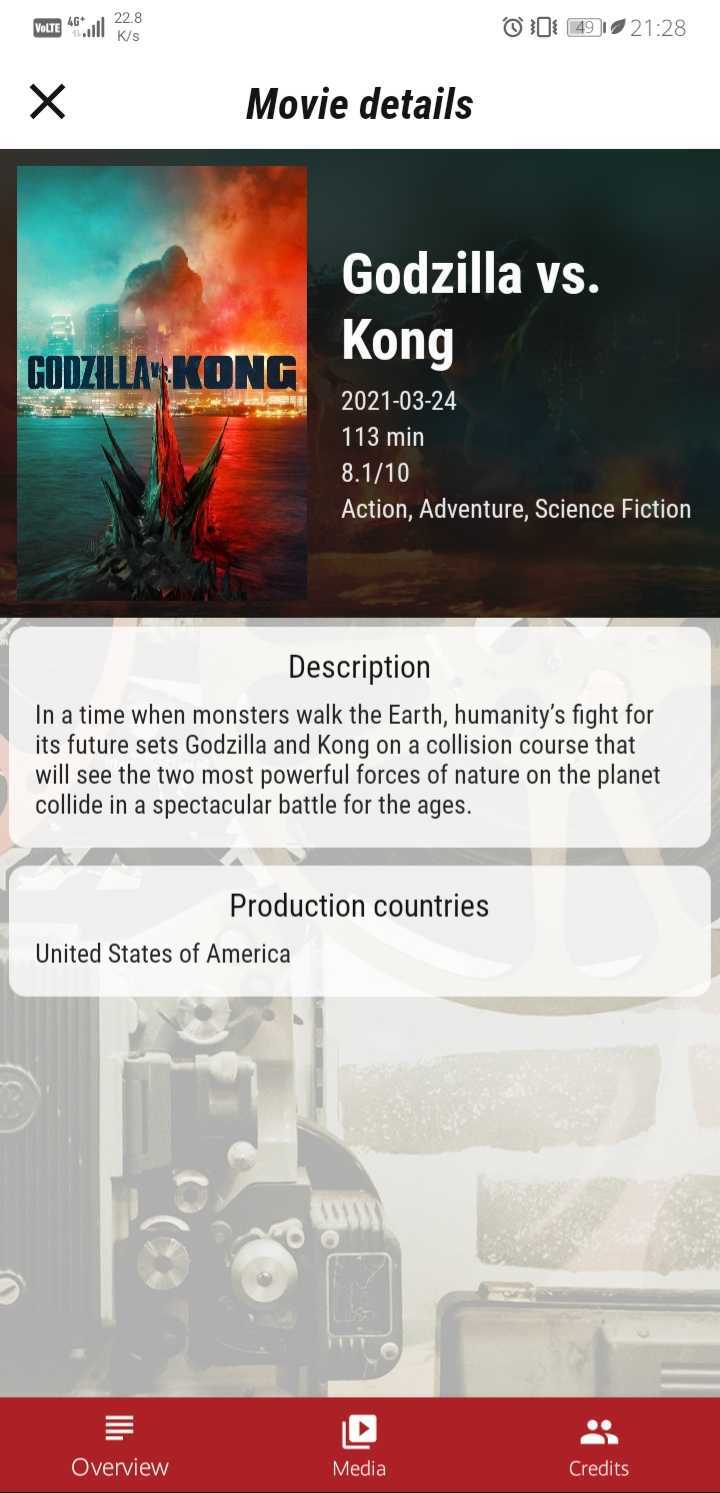 VoLTE 4G+ 22.8 K/s 49 21:28
Movie details
GODZILLA VS. KONG
Godzilla vs.
Kong
2021-03-24
113 min
8.1/10
Action, Adventure, Science Fiction
Description
In a time when monsters walk the Earth, humanity’s fight for
its future sets Godzilla and Kong on a collision course that
will see the two most powerful forces of nature on the planet
collide in a spectacular battle for the ages.
Production countries
United States of America
Overview
Media
Credits